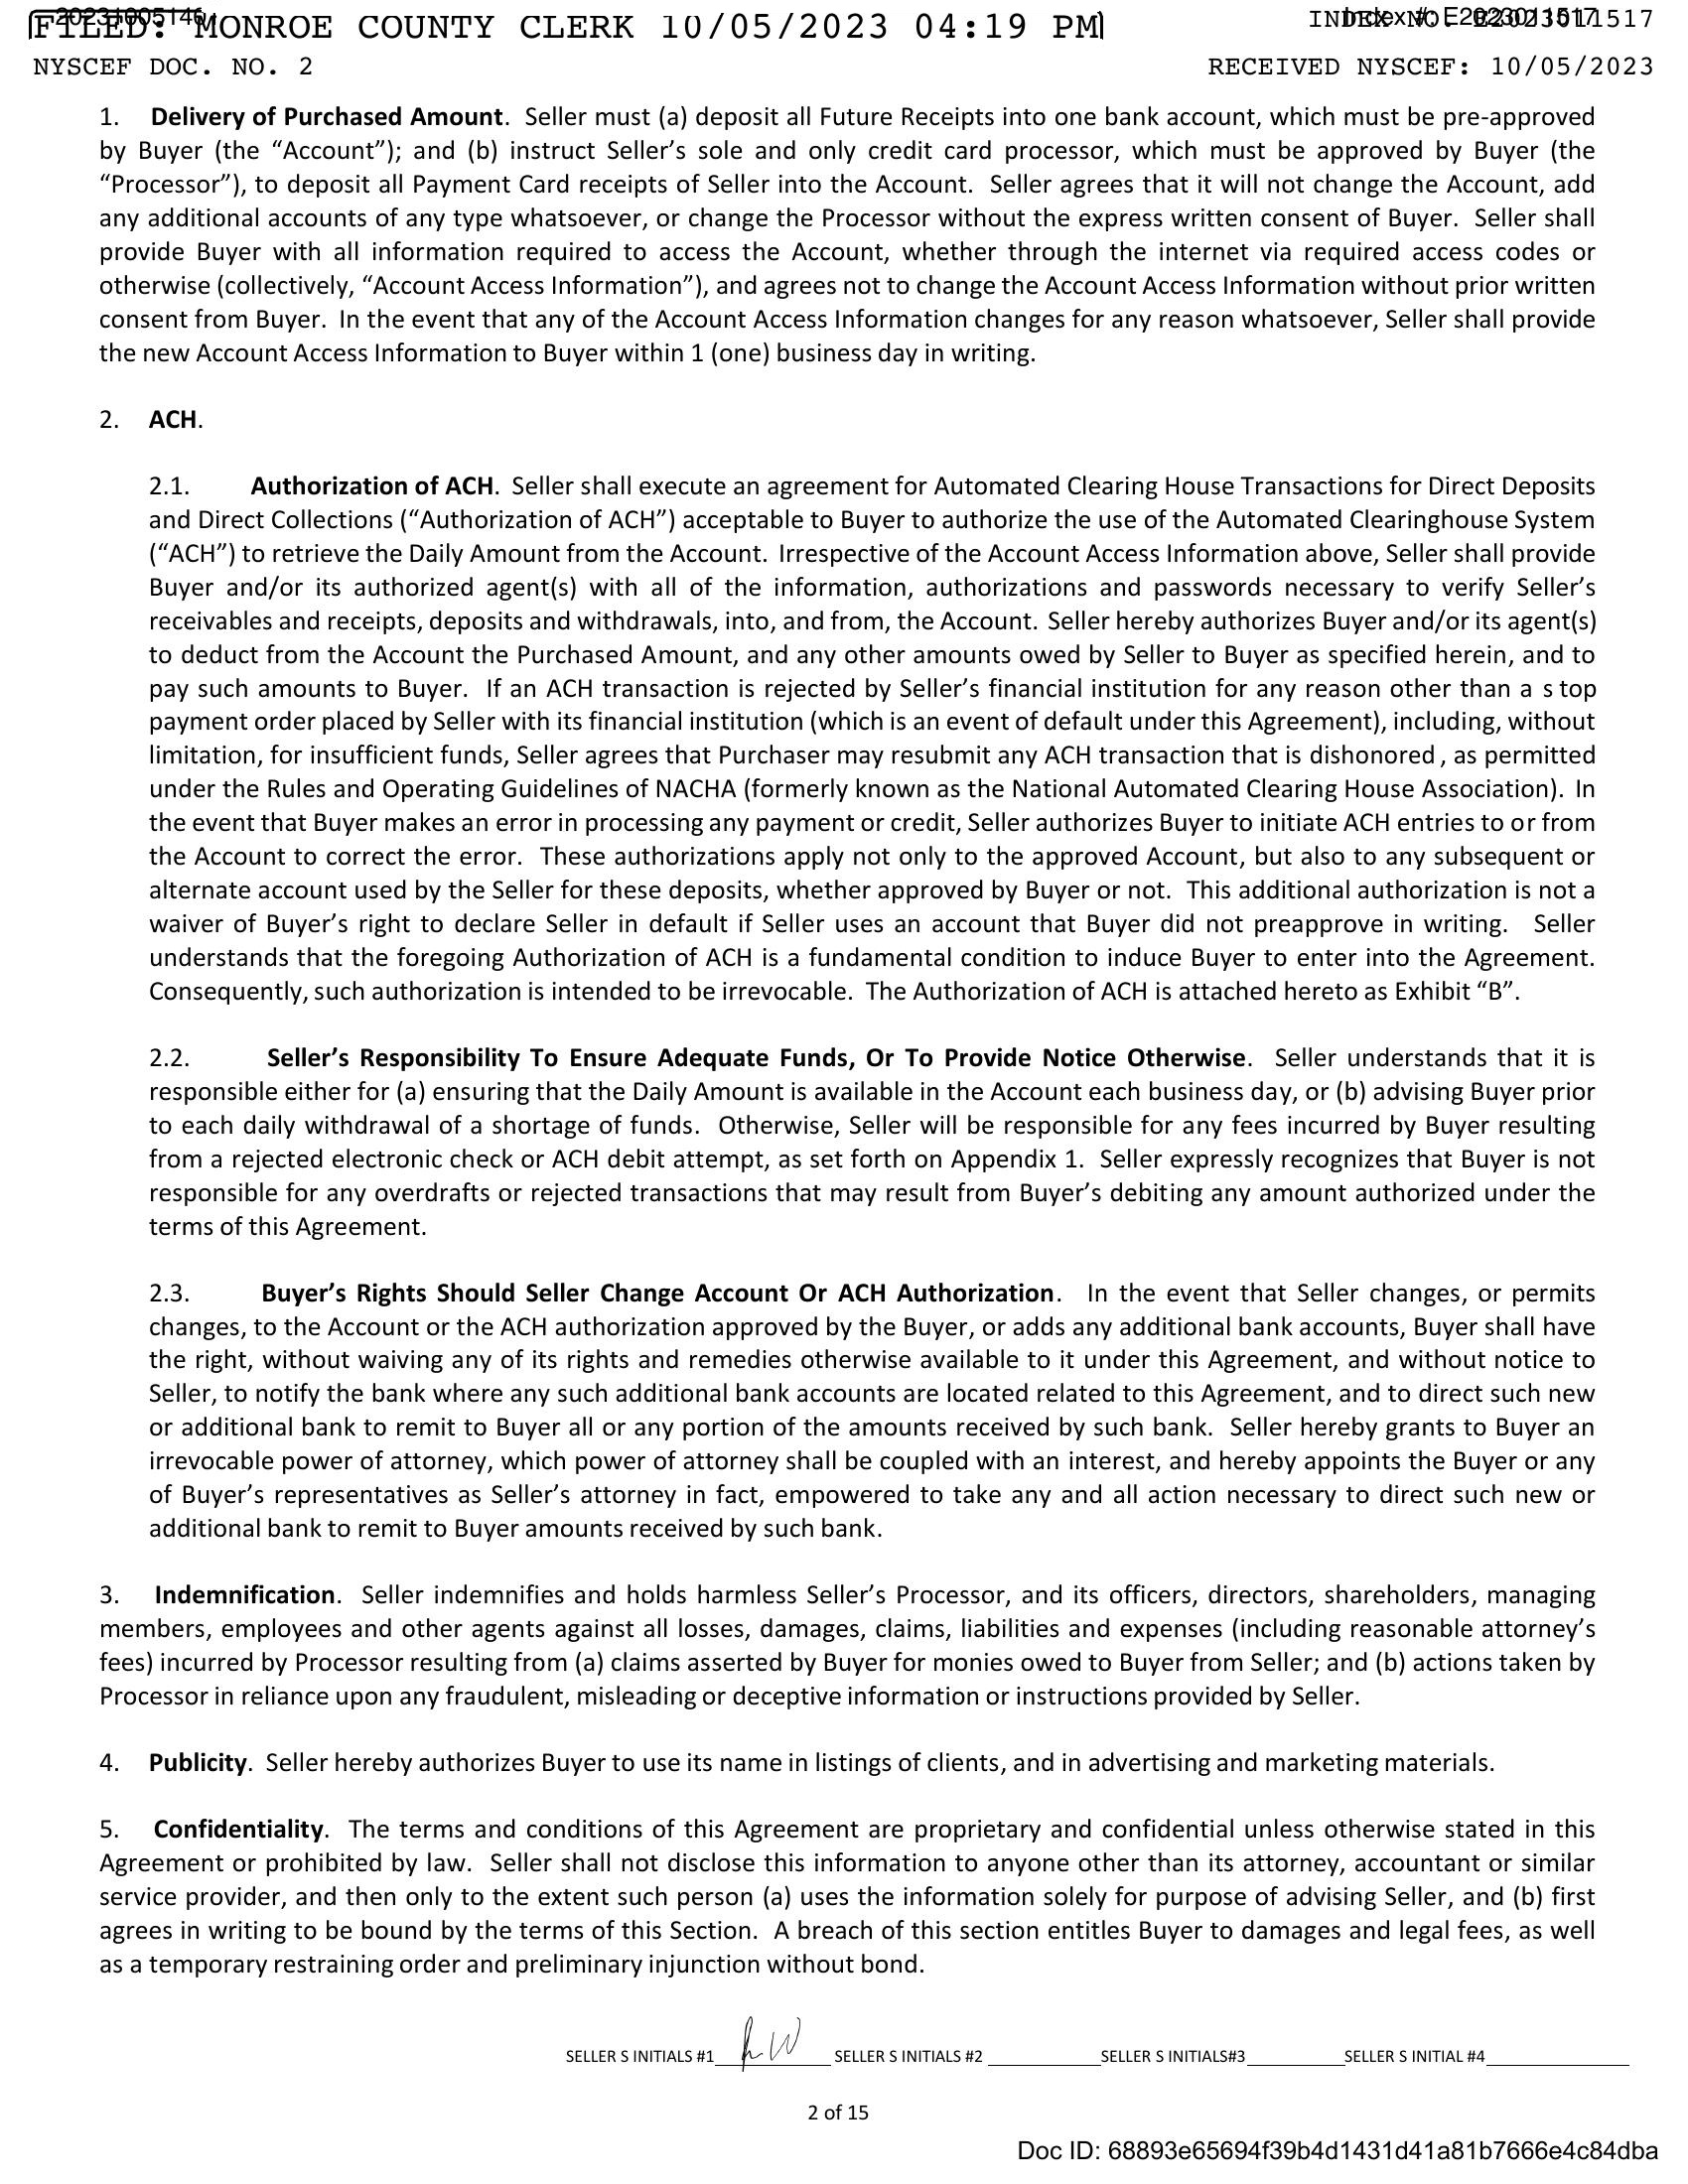 FILED: MONROE COUNTY CLERK 10/05/2023 04:19 PM
INDEX NO. E2023011517
202310051464
Index #: E2023011517
NYSCEF DOC. NO. 2
RECEIVED NYSCEF: 10/05/2023
1. Delivery of Purchased Amount. Seller must (a) deposit all Future Receipts into one bank account, which must be pre-approved
by Buyer (the “Account”); and (b) instruct Seller’s sole and only credit card processor, which must be approved by Buyer (the
“Processor”), to deposit all Payment Card receipts of Seller into the Account. Seller agrees that it will not change the Account, add
any additional accounts of any type whatsoever, or change the Processor without the express written consent of Buyer. Seller shall
provide Buyer with all information required to access the Account, whether through the internet via required access codes or
otherwise (collectively, “Account Access Information”), and agrees not to change the Account Access Information without prior written
consent from Buyer. In the event that any of the Account Access Information changes for any reason whatsoever, Seller shall provide
the new Account Access Information to Buyer within 1 (one) business day in writing.
2. ACH.
2.1. Authorization of ACH. Seller shall execute an agreement for Automated Clearing House Transactions for Direct Deposits
and Direct Collections (“Authorization of ACH”) acceptable to Buyer to authorize the use of the Automated Clearinghouse System
(“ACH”) to retrieve the Daily Amount from the Account. Irrespective of the Account Access Information above, Seller shall provide
Buyer and/or its authorized agent(s) with all of the information, authorizations and passwords necessary to verify Seller’s
receivables and receipts, deposits and withdrawals, into, and from, the Account. Seller hereby authorizes Buyer and/or its agent(s)
to deduct from the Account the Purchased Amount, and any other amounts owed by Seller to Buyer as specified herein, and to
pay such amounts to Buyer. If an ACH transaction is rejected by Seller’s financial institution for any reason other than a s top
payment order placed by Seller with its financial institution (which is an event of default under this Agreement), including, without
limitation, for insufficient funds, Seller agrees that Purchaser may resubmit any ACH transaction that is dishonored, as permitted
under the Rules and Operating Guidelines of NACHA (formerly known as the National Automated Clearing House Association). In
the event that Buyer makes an error in processing any payment or credit, Seller authorizes Buyer to initiate ACH entries to or from
the Account to correct the error. These authorizations apply not only to the approved Account, but also to any subsequent or
alternate account used by the Seller for these deposits, whether approved by Buyer or not. This additional authorization is not a
waiver of Buyer’s right to declare Seller in default if Seller uses an account that Buyer did not preapprove in writing. Seller
understands that the foregoing Authorization of ACH is a fundamental condition to induce Buyer to enter into the Agreement.
Consequently, such authorization is intended to be irrevocable. The Authorization of ACH is attached hereto as Exhibit “B”.
2.2. Seller’s Responsibility To Ensure Adequate Funds, Or To Provide Notice Otherwise. Seller understands that it is
responsible either for (a) ensuring that the Daily Amount is available in the Account each business day, or (b) advising Buyer prior
to each daily withdrawal of a shortage of funds. Otherwise, Seller will be responsible for any fees incurred by Buyer resulting
from a rejected electronic check or ACH debit attempt, as set forth on Appendix 1. Seller expressly recognizes that Buyer is not
responsible for any overdrafts or rejected transactions that may result from Buyer’s debiting any amount authorized under the
terms of this Agreement.
2.3. Buyer’s Rights Should Seller Change Account Or ACH Authorization. In the event that Seller changes, or permits
changes, to the Account or the ACH authorization approved by the Buyer, or adds any additional bank accounts, Buyer shall have
the right, without waiving any of its rights and remedies otherwise available to it under this Agreement, and without notice to
Seller, to notify the bank where any such additional bank accounts are located related to this Agreement, and to direct such new
or additional bank to remit to Buyer all or any portion of the amounts received by such bank. Seller hereby grants to Buyer an
irrevocable power of attorney, which power of attorney shall be coupled with an interest, and hereby appoints the Buyer or any
of Buyer’s representatives as Seller’s attorney in fact, empowered to take any and all action necessary to direct such new or
additional bank to remit to Buyer amounts received by such bank.
3. Indemnification. Seller indemnifies and holds harmless Seller’s Processor, and its officers, directors, shareholders, managing
members, employees and other agents against all losses, damages, claims, liabilities and expenses (including reasonable attorney’s
fees) incurred by Processor resulting from (a) claims asserted by Buyer for monies owed to Buyer from Seller; and (b) actions taken by
Processor in reliance upon any fraudulent, misleading or deceptive information or instructions provided by Seller.
4. Publicity. Seller hereby authorizes Buyer to use its name in listings of clients, and in advertising and marketing materials.
5. Confidentiality. The terms and conditions of this Agreement are proprietary and confidential unless otherwise stated in this
Agreement or prohibited by law. Seller shall not disclose this information to anyone other than its attorney, accountant or similar
service provider, and then only to the extent such person (a) uses the information solely for purpose of advising Seller, and (b) first
agrees in writing to be bound by the terms of this Section. A breach of this section entitles Buyer to damages and legal fees, as well
as a temporary restraining order and preliminary injunction without bond.
SELLER S INITIALS #1 SELLER S INITIALS #2 SELLER S INITIALS#3 SELLER S INITIAL #4
2 of 15
Doc ID: 68893e65694f39b4d1431d41a81b7666e4c84dba